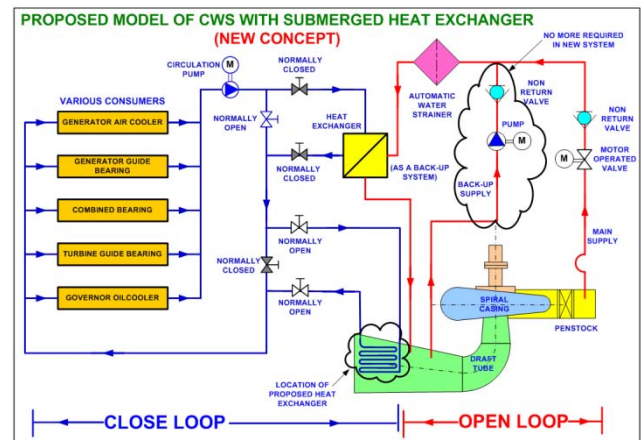 PROPOSED MODEL OF CWS WITH SUBMERGED HEAT EXCHANGER
(NEW CONCEPT)
NO MORE REQUIRED
IN NEW SYSTEM
CIRCULATION
PUMP
M
NORMALLY
CLOSED
VARIOUS CONSUMERS
GENERATOR AIR COOLER
GENERATOR GUIDE
BEARING
COMBINED BEARING
TURBINE GUIDE BEARING
GOVERNOR OILCOOLER
NORMALLY
OPEN
HEAT
EXCHANGER
NORMALLY
CLOSED
(AS A BACK-UP
SYSTEM)
AUTOMATIC
WATER
STRAINER
NON
RETURN
VALVE
PUMP
M
BACK-UP
SUPPLY
NON
RETURN
VALVE
M
MOTOR
OPERATED
VALVE
MAIN
SUPPLY
NORMALLY
OPEN
NORMALLY
CLOSED
NORMALLY
OPEN
SPIRAL
CASING
PENSTOCK
DRAFT
TUBE
LOCATION OF
PROPOSED HEAT
EXCHANGER
CLOSE LOOP
OPEN LOOP